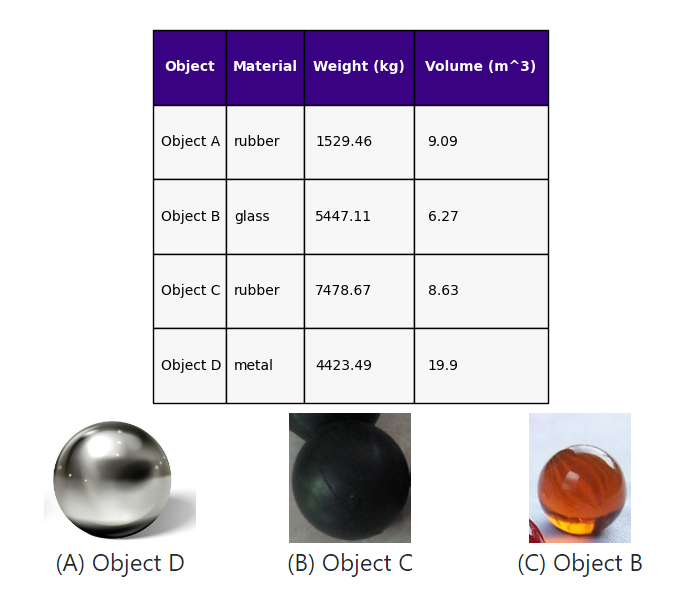 Object Material Weight (kg) Volume (m^3)
Object A rubber 1529.46 9.09
Object B glass 5447.11 6.27
Object C rubber 7478.67 8.63
Object D metal 4423.49 19.9
(A) Object D (B) Object C (C) Object B